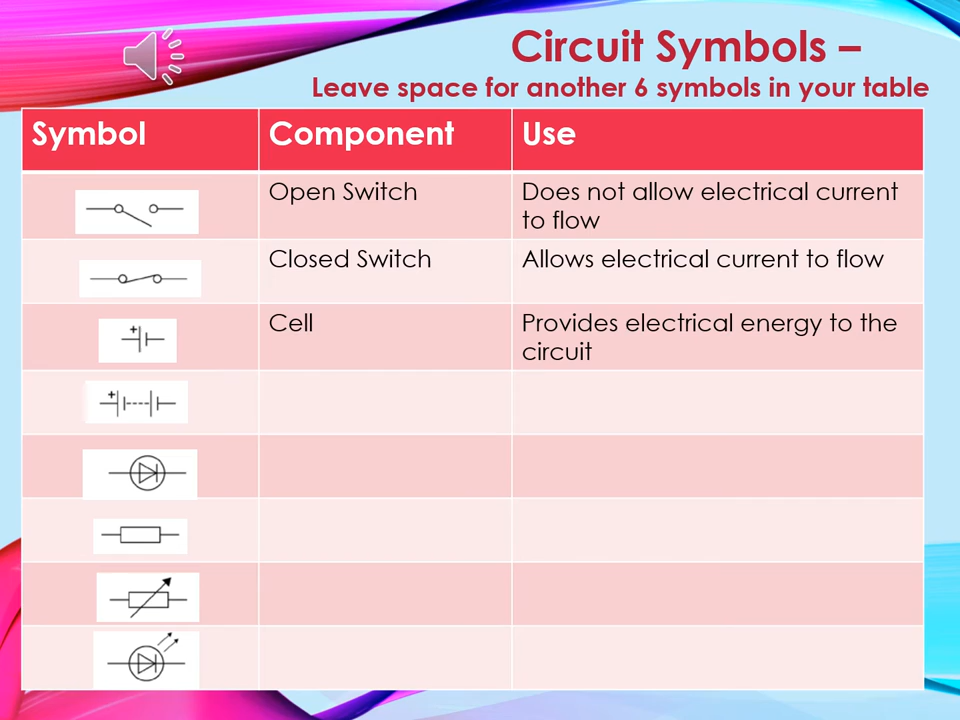 Circuit Symbols –
Leave space for another 6 symbols in your table
Symbol Component Use
Open Switch Does not allow electrical current
to flow
Closed Switch Allows electrical current to flow
+
Cell Provides electrical energy to the
circuit
+